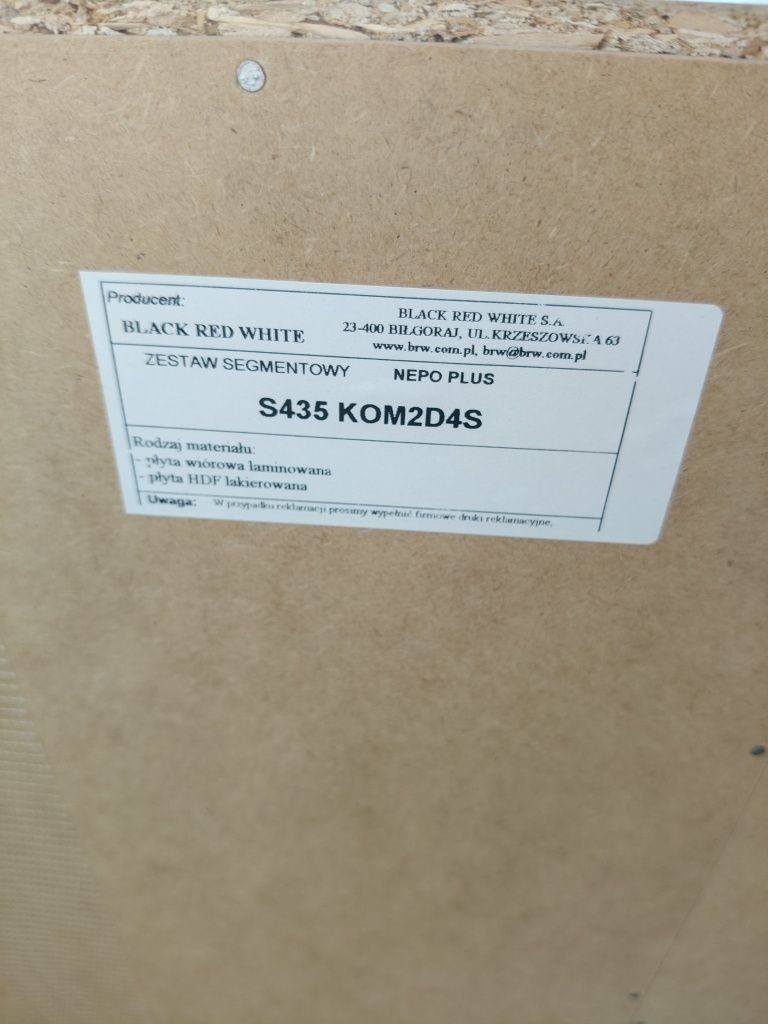 Producent:
BLACK RED WHITE
BLACK RED WHITE S.A.
23-400 BIŁGORAJ, UL.KRZESZOWSKA 63
www.brw.com.pl, brw@brw.com.pl
ZESTAW SEGMENTOWY NEPO PLUS
S435 KOM2D4S
Rodzaj materiału:
- płyta wiórowa laminowana
- płyta HDF lakierowana
Uwaga: W przypadku reklamacji prosimy wypełnić firmowe druki reklamacyjne,